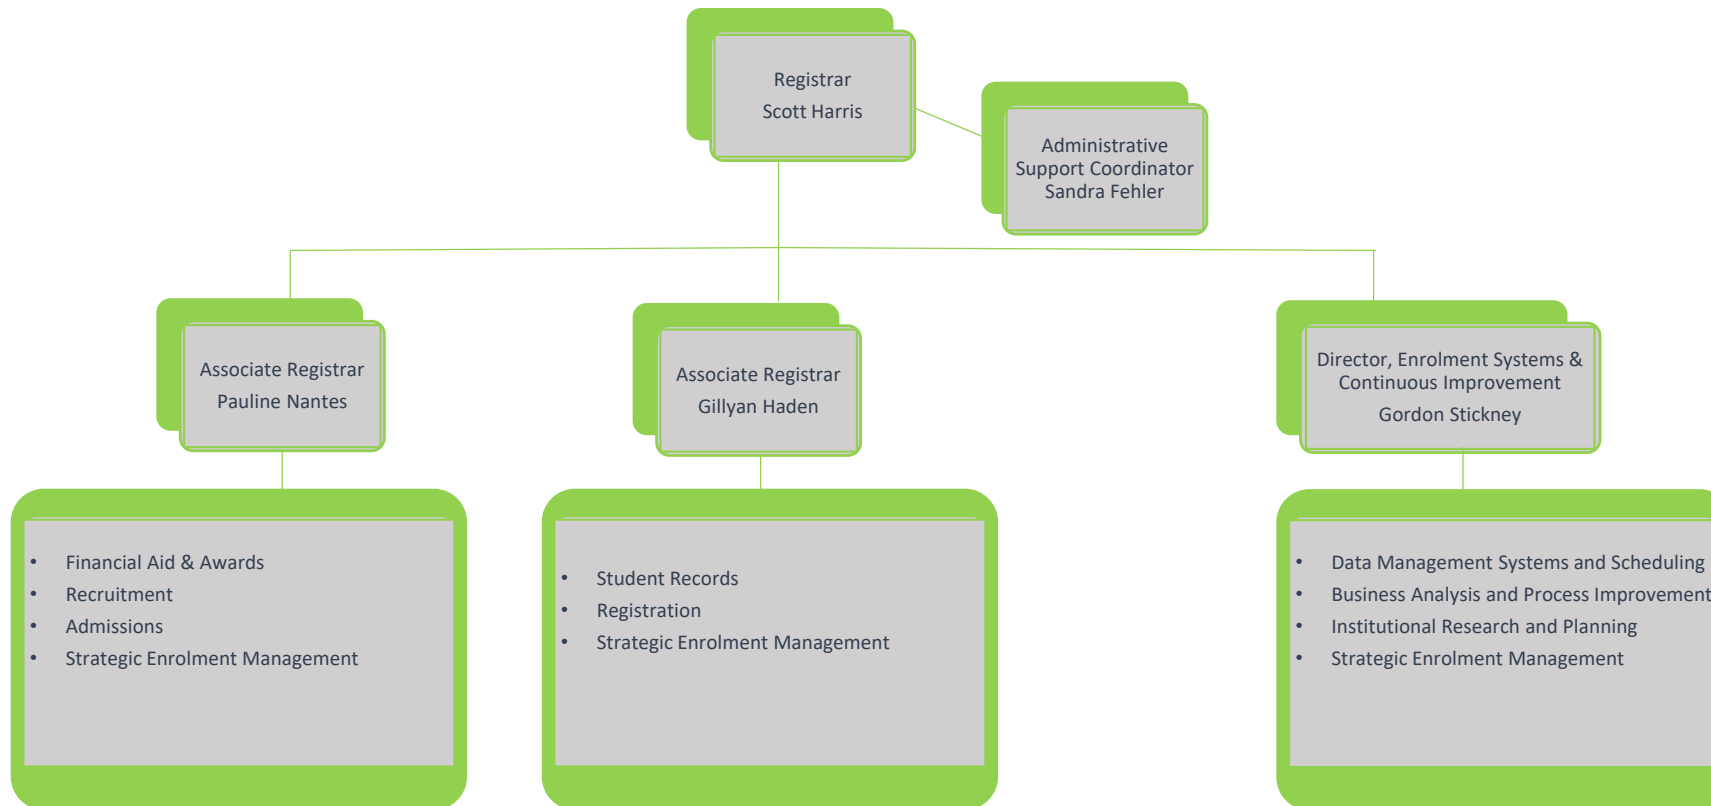 Registrar
Scott Harris
Administrative
Support Coordinator
Sandra Fehler
Associate Registrar
Pauline Nantes
Associate Registrar
Gillyan Haden
Director, Enrolment Systems &
Continuous Improvement
Gordon Stickney
• Financial Aid & Awards
• Recruitment
• Admissions
• Strategic Enrolment Management
• Student Records
• Registration
• Strategic Enrolment Management
• Data Management Systems and Scheduling
• Business Analysis and Process Improvement
• Institutional Research and Planning
• Strategic Enrolment Management